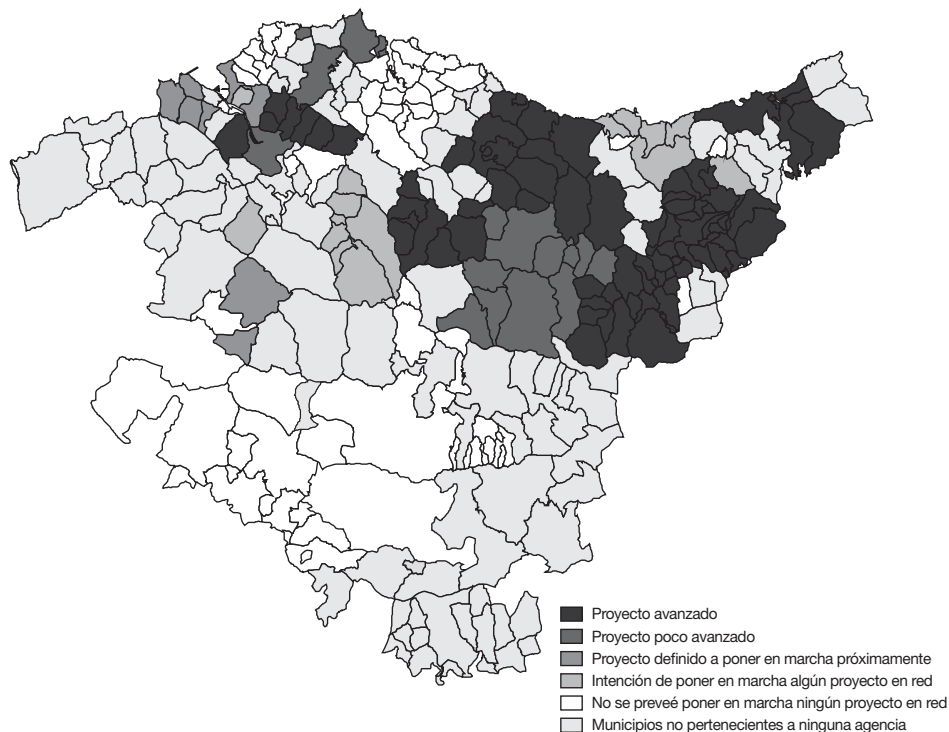 Proyecto avanzado
Proyecto poco avanzado
Proyecto definido a poner en marcha próximamente
Intención de poner en marcha algún proyecto en red
No se preveé poner en marcha ningún proyecto en red
Municipios no pertenecientes a ninguna agencia